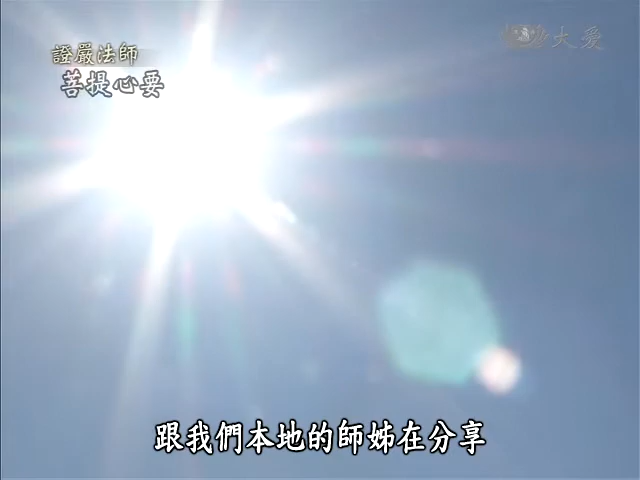 證嚴法師
菩提心要
大愛
跟我們本地的師姊在分享